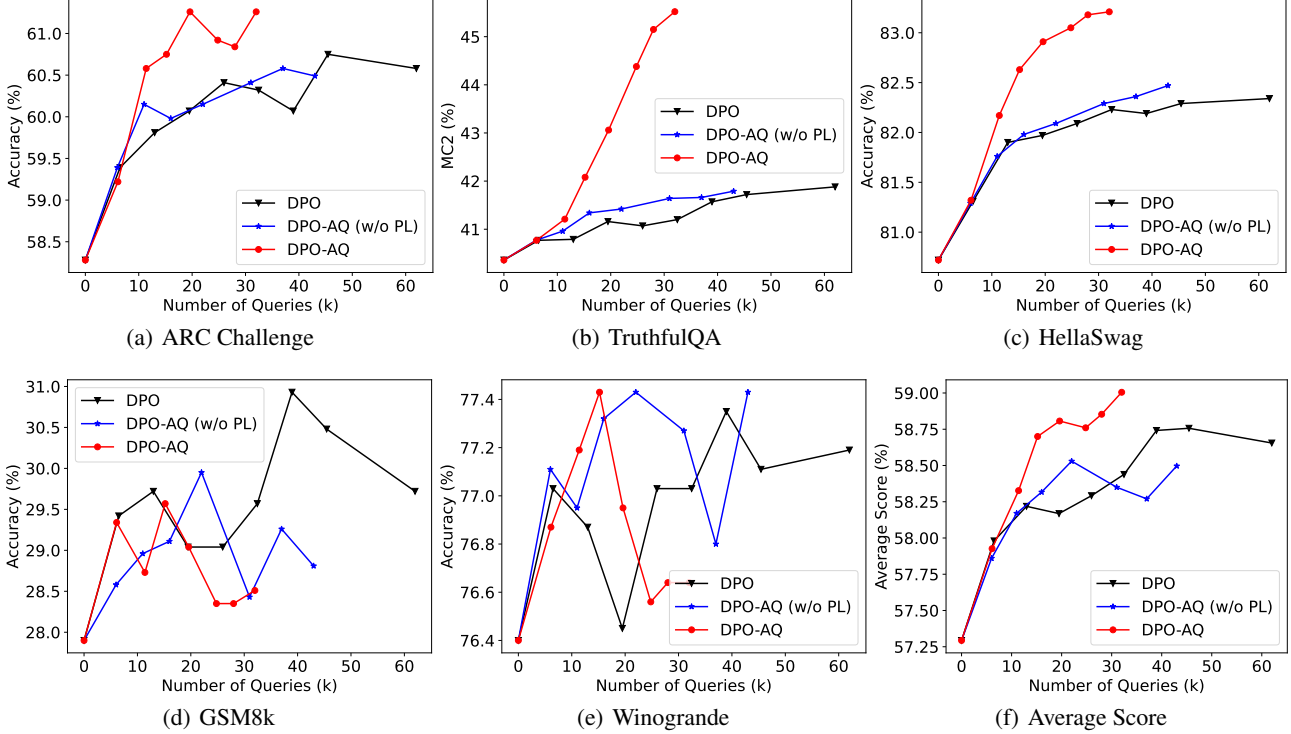 61.0
60.5
60.0
59.5
59.0
58.5
Accuracy (%)
0 10 20 30 40 50 60
Number of Queries (k)
DPO
DPO-AQ (w/o PL)
DPO-AQ
(a) ARC Challenge
45
44
43
42
41
MC2 (%)
0 10 20 30 40 50 60
Number of Queries (k)
DPO
DPO-AQ (w/o PL)
DPO-AQ
(b) TruthfulQA
83.0
82.5
82.0
81.5
81.0
Accuracy (%)
0 10 20 30 40 50 60
Number of Queries (k)
DPO
DPO-AQ (w/o PL)
DPO-AQ
(c) HellaSwag
31.0
30.5
30.0
29.5
29.0
28.5
28.0
Accuracy (%)
0 10 20 30 40 50 60
Number of Queries (k)
DPO
DPO-AQ (w/o PL)
DPO-AQ
(d) GSM8k
77.4
77.2
77.0
76.8
76.6
76.4
Accuracy (%)
0 10 20 30 40 50 60
Number of Queries (k)
DPO
DPO-AQ (w/o PL)
DPO-AQ
(e) Winogrande
59.00
58.75
58.50
58.25
58.00
57.75
57.50
57.25
Average Score (%)
0 10 20 30 40 50 60
Number of Queries (k)
DPO
DPO-AQ (w/o PL)
DPO-AQ
(f) Average Score